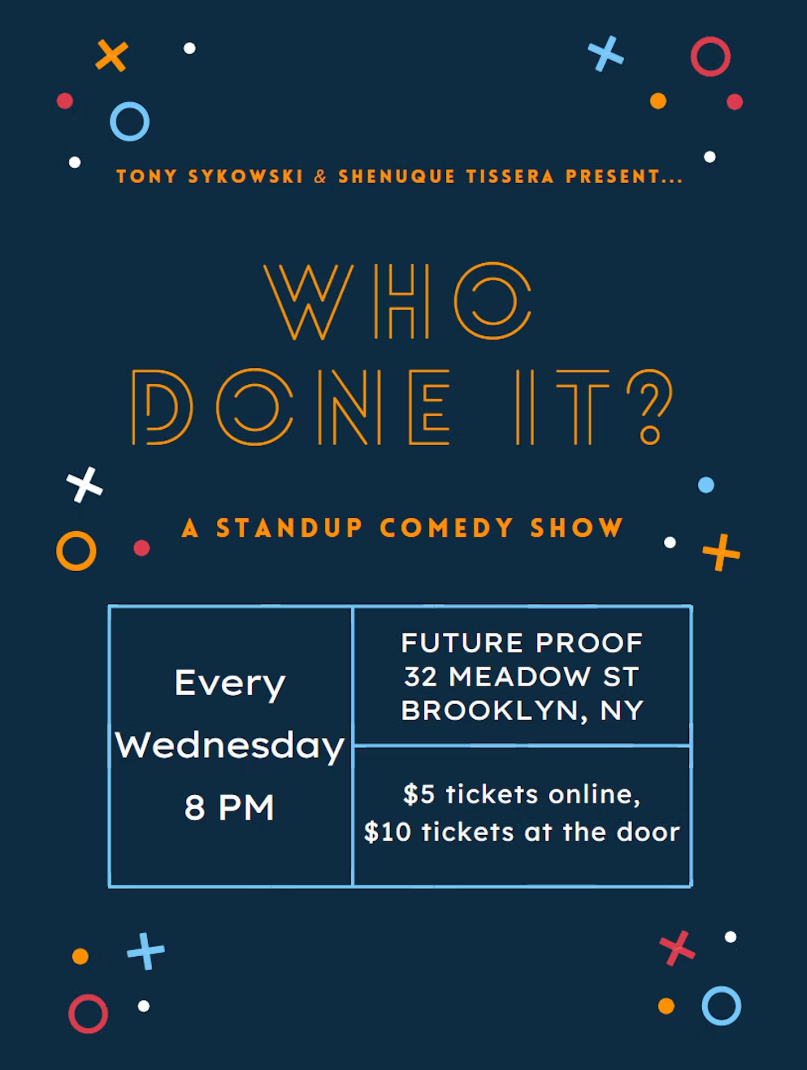 TONY SYKOWSKI & SHENUQUE TISSERA PRESENT...
WHO
DONE IT?
A STANDUP COMEDY SHOW
Every
Wednesday
8 PM
FUTURE PROOF
32 MEADOW ST
BROOKLYN, NY
$5 tickets online,
$10 tickets at the door